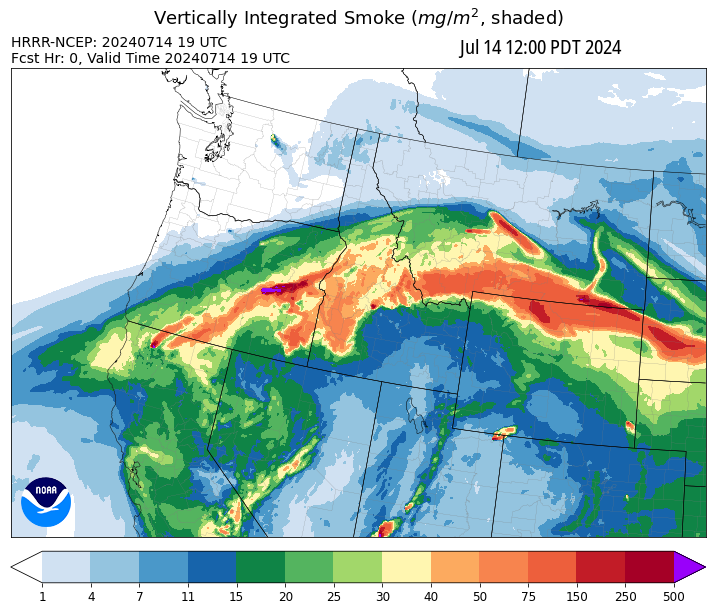 Vertically Integrated Smoke (mg/m², shaded)
HRRR-NCEP: 20240714 19 UTC
Fcst Hr: 0, Valid Time 20240714 19 UTC
Jul 14 12:00 PDT 2024
NOAA
1 4 7 11 15 20 25 30 40 50 75 150 250 500